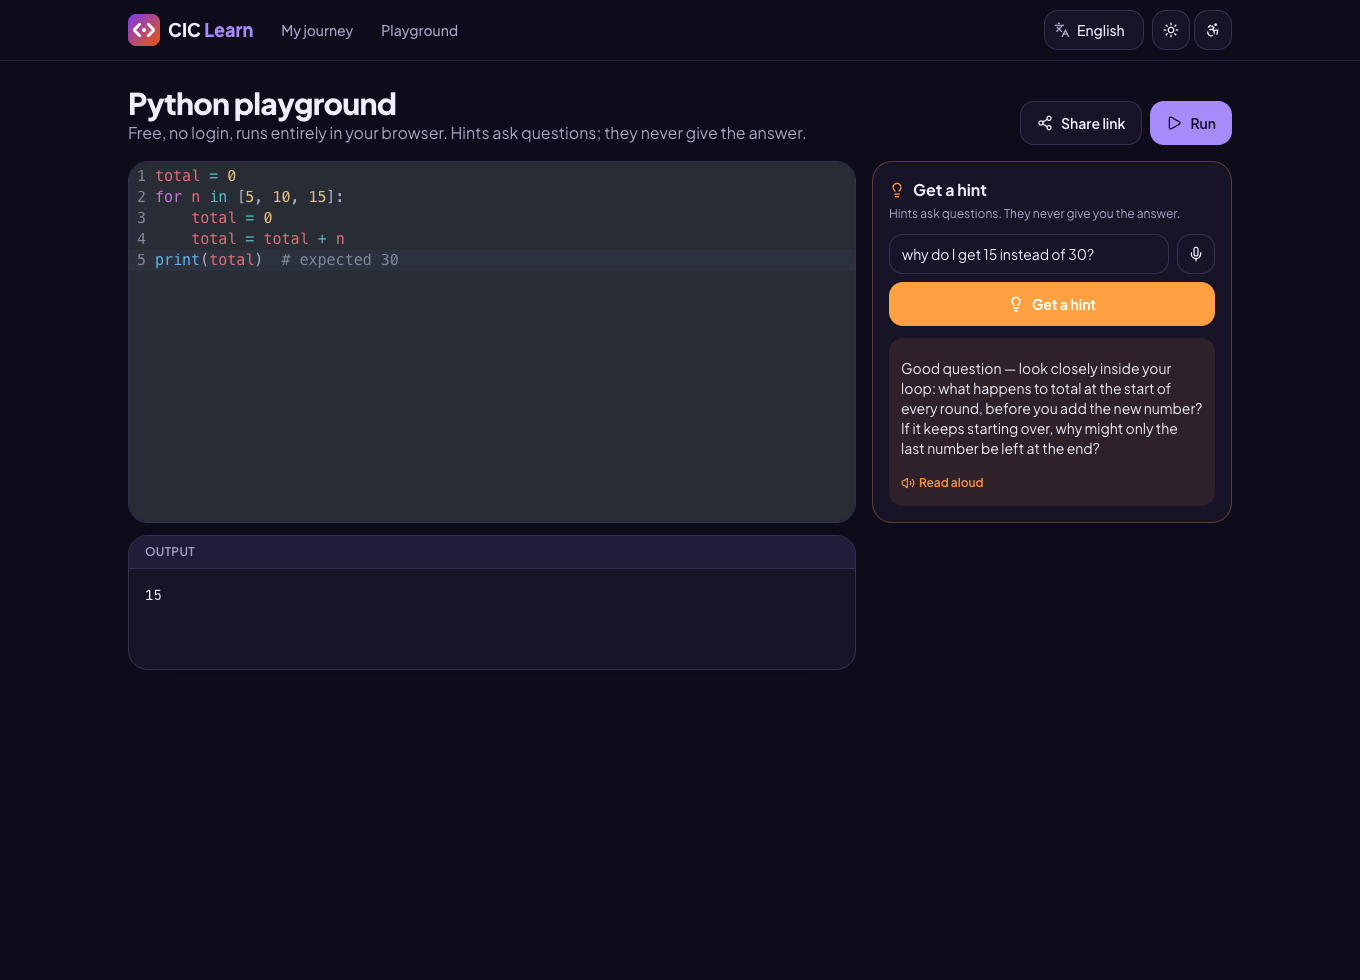 CIC Learn
My journey
Playground
English
Python playground
Free, no login, runs entirely in your browser. Hints ask questions; they never give the answer.
Share link
Run
1 total = 0
2 for n in [5, 10, 15]:
3     total = 0
4     total = total + n
5 print(total)  # expected 30
Get a hint
Hints ask questions. They never give you the answer.
why do I get 15 instead of 30?
Get a hint
Good question — look closely inside your
loop: what happens to total at the start of
every round, before you add the new number?
If it keeps starting over, why might only the
last number be left at the end?
Read aloud
OUTPUT
15